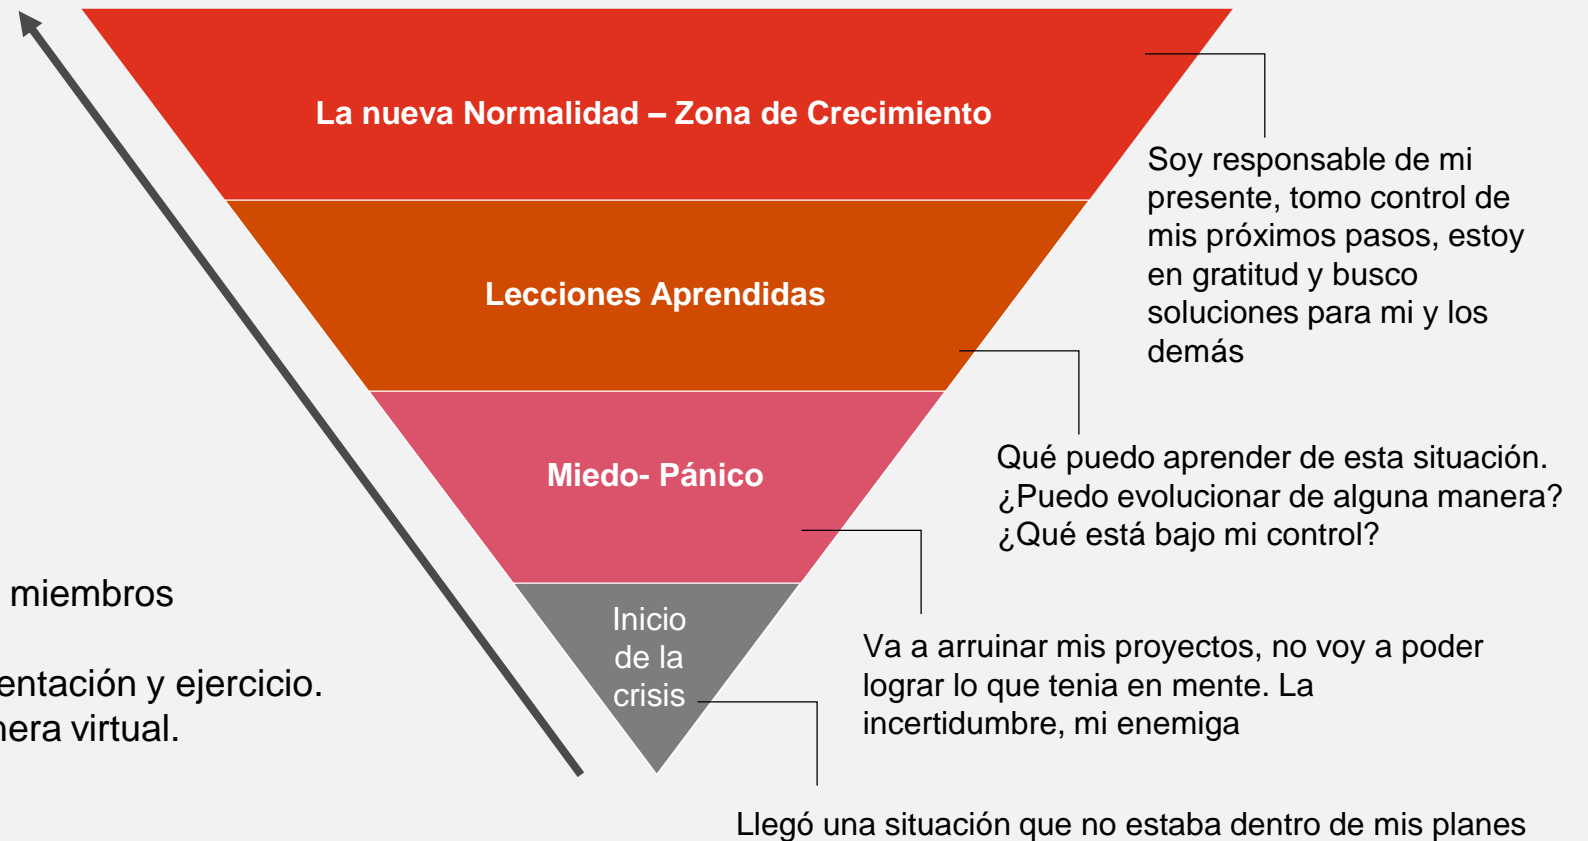 La nueva Normalidad – Zona de Crecimiento
Soy responsable de mi
presente, tomo control de
mis próximos pasos, estoy
en gratitud y busco
soluciones para mi y los
demás
Lecciones Aprendidas
Qué puedo aprender de esta situación.
¿Puedo evolucionar de alguna manera?
¿Qué está bajo mi control?
Miedo- Pánico
Va a arruinar mis proyectos, no voy a poder
lograr lo que tenia en mente. La
incertidumbre, mi enemiga
Inicio
de la
crisis
Llegó una situación que no estaba dentro de mis planes
miembros
y ejercicio.
virtual.